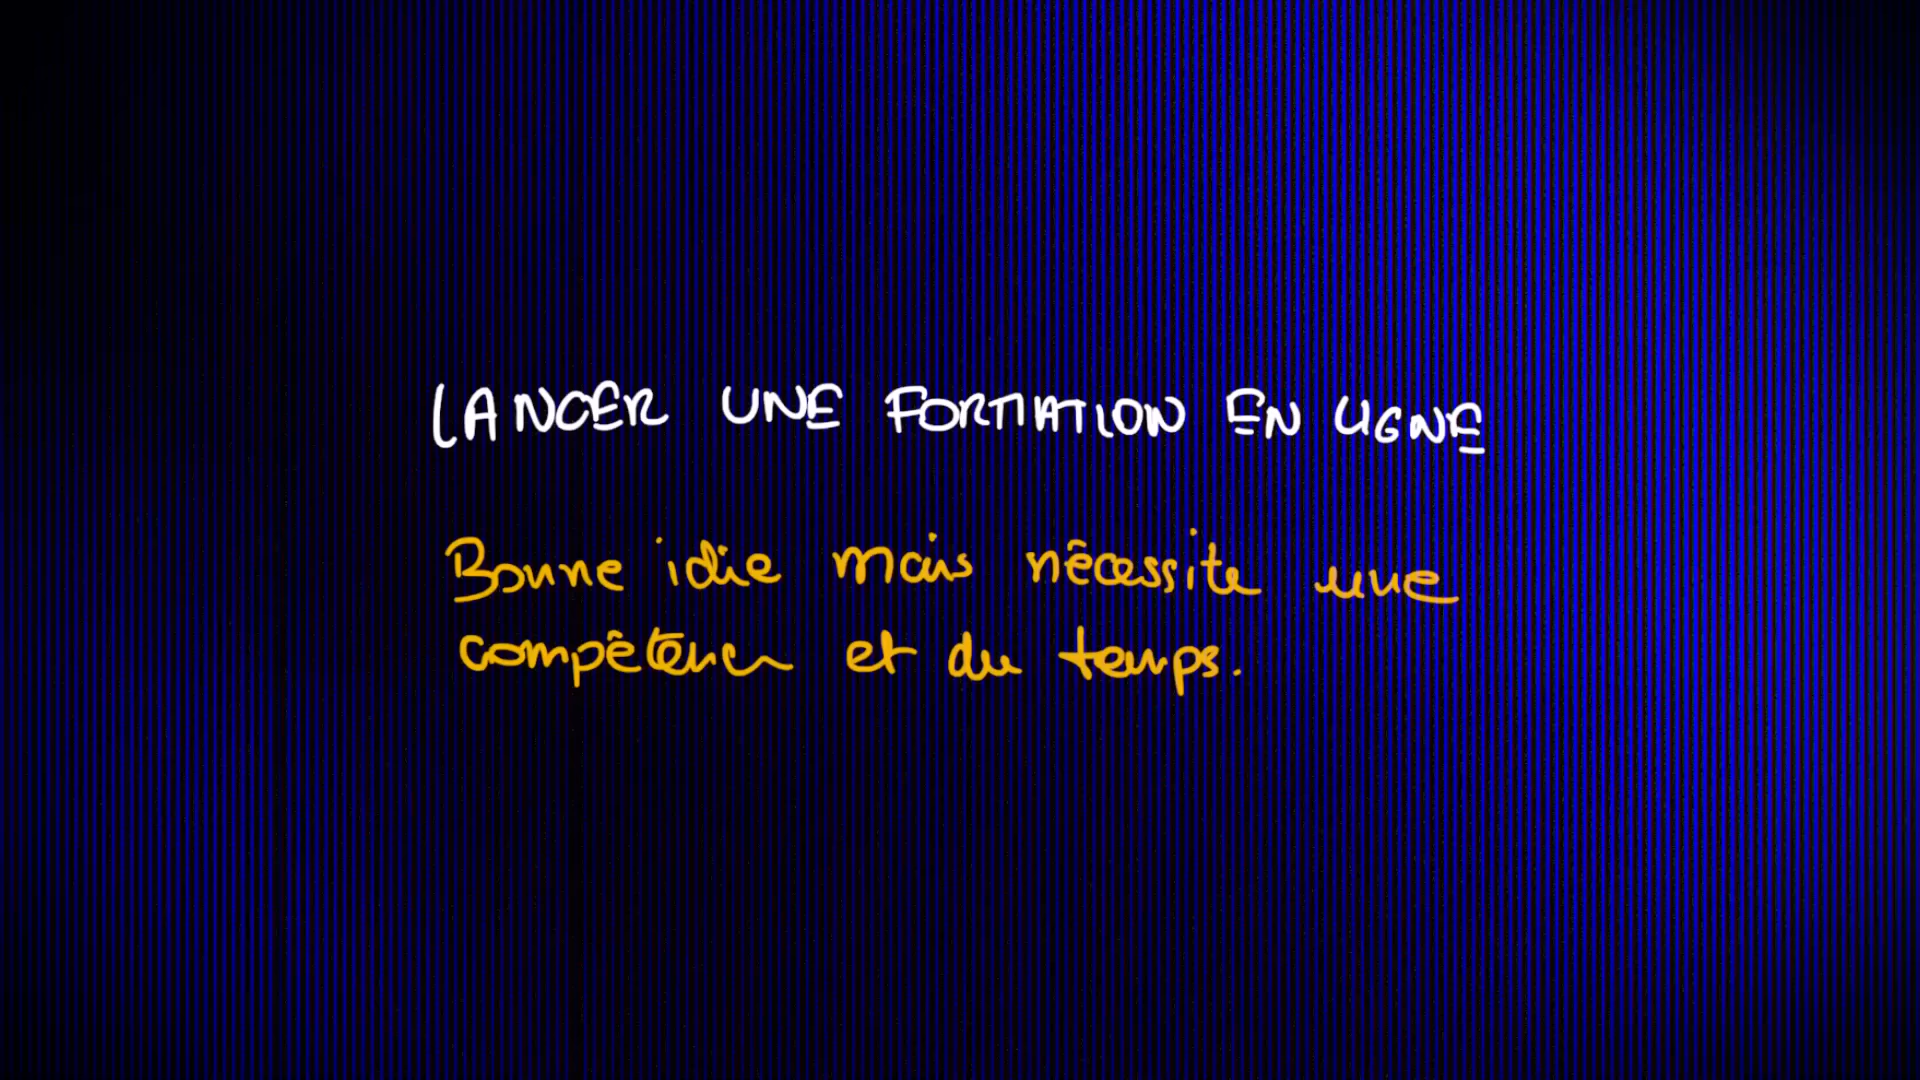 LANCER UNE FORMATION EN LIGNE
Bonne idée mais nécessite une
compétence et du temps.